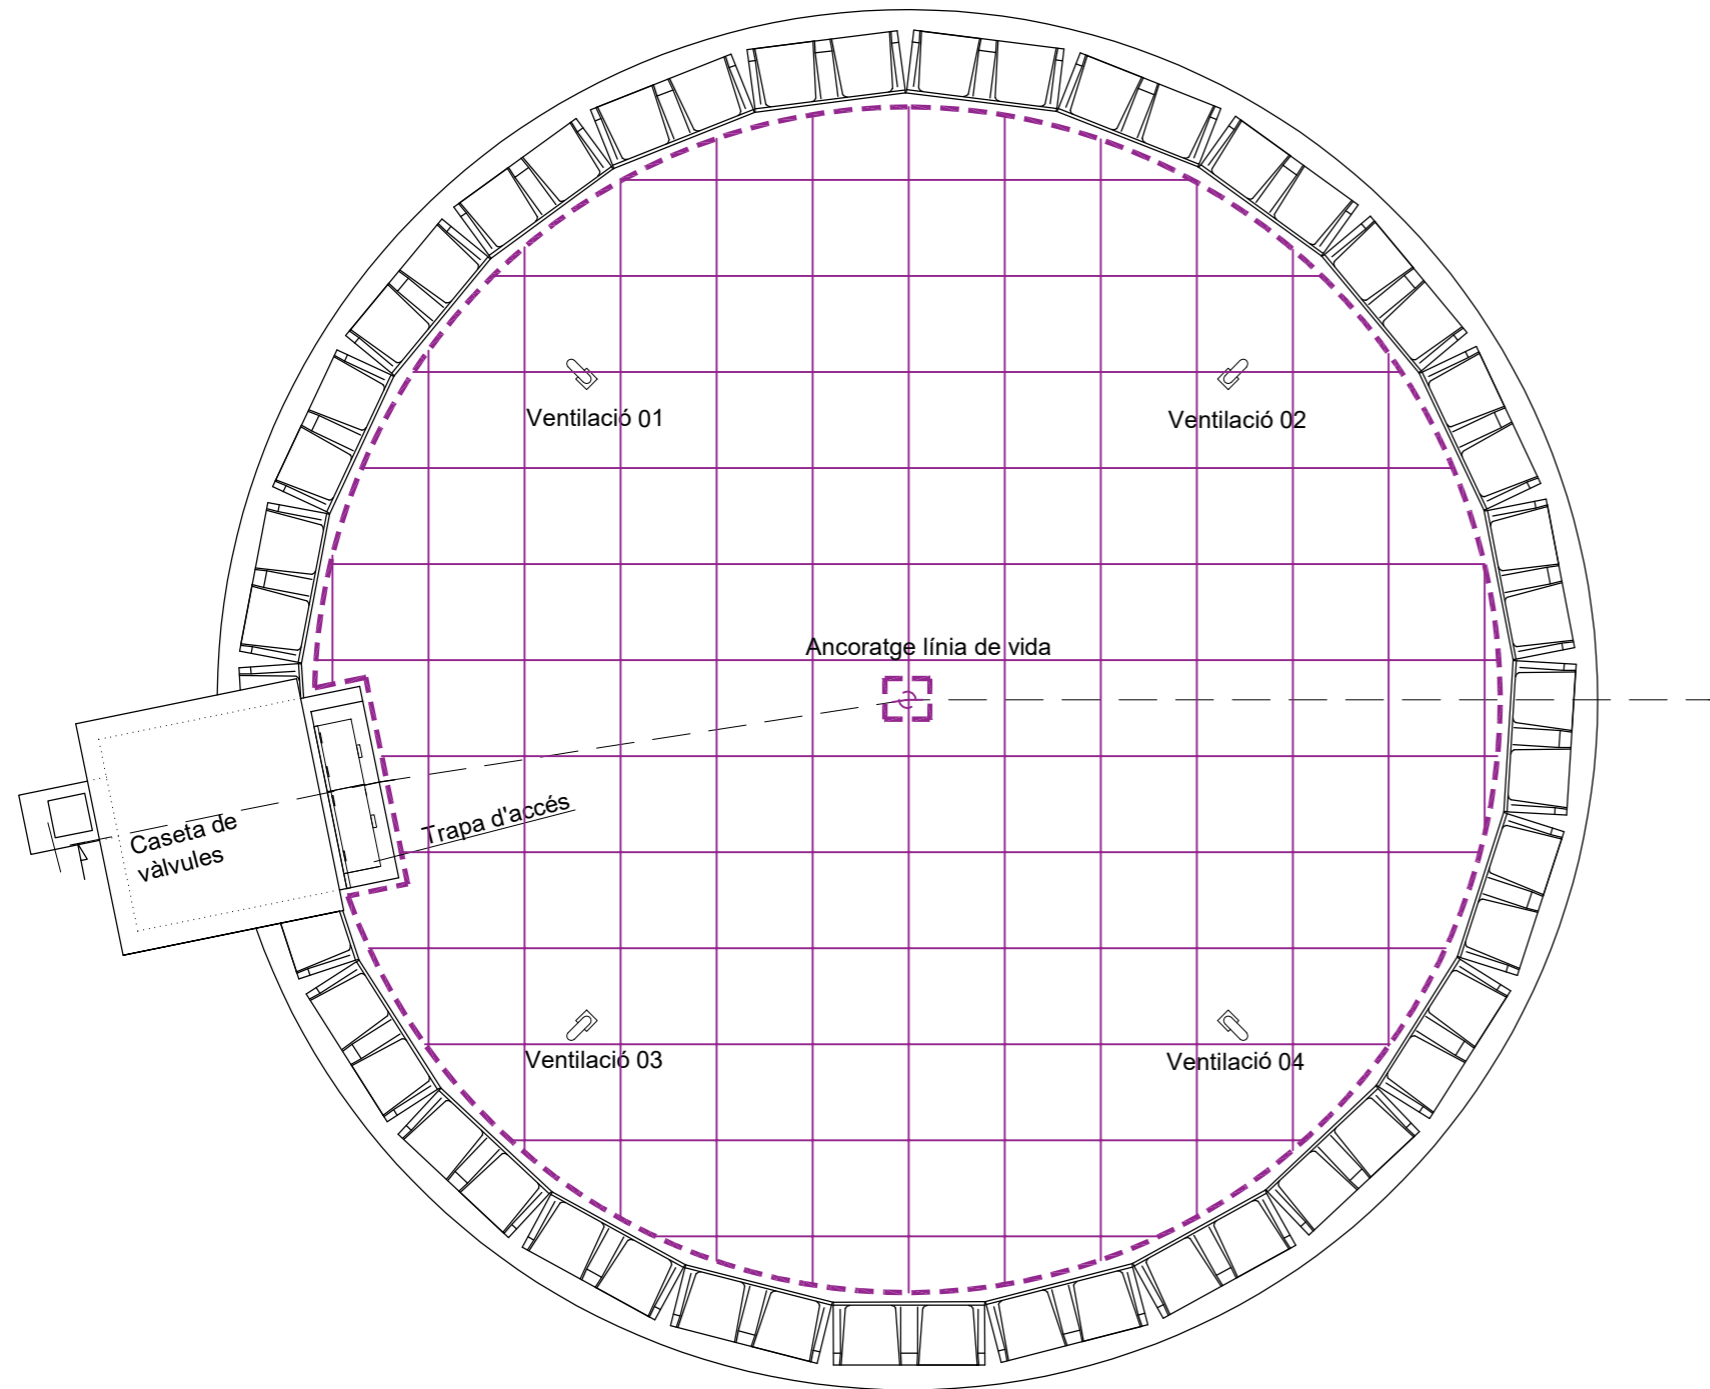 Ventilació 01
Ventilació 02
Ancoratge línia de vida
Trapa d'accés
Caseta de
vàlvules
Ventilació 03
Ventilació 04